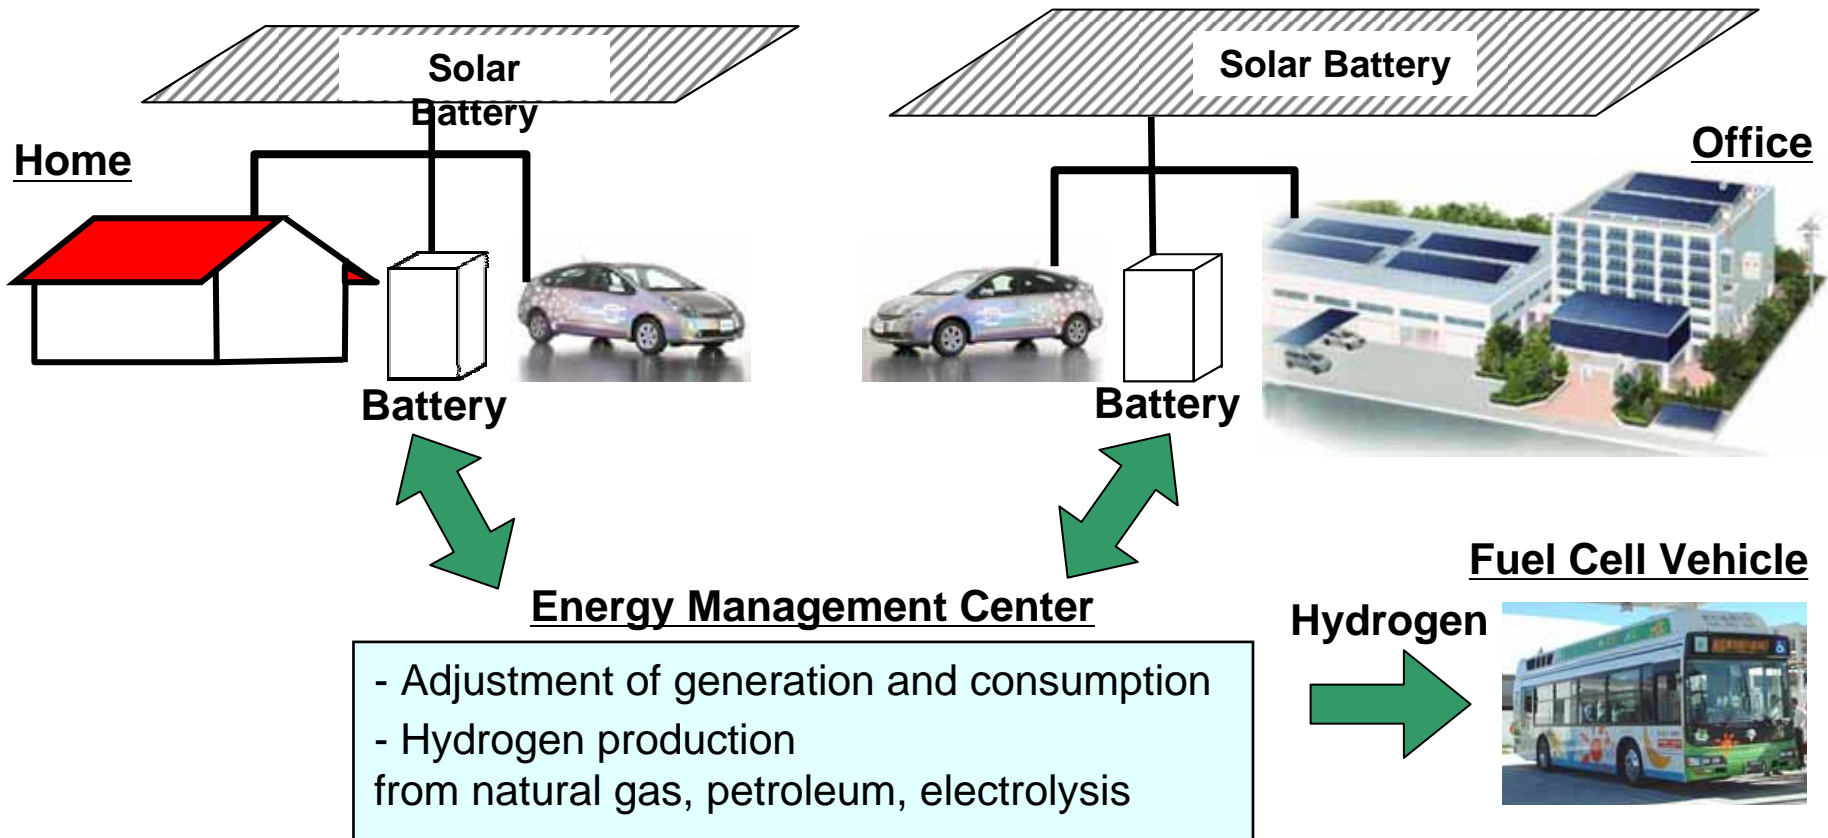 Solar
Battery
Solar Battery
Home
Office
Battery
Battery
Fuel Cell Vehicle
Energy Management Center
Hydrogen
- Adjustment of generation and consumption
- Hydrogen production
from natural gas, petroleum, electrolysis